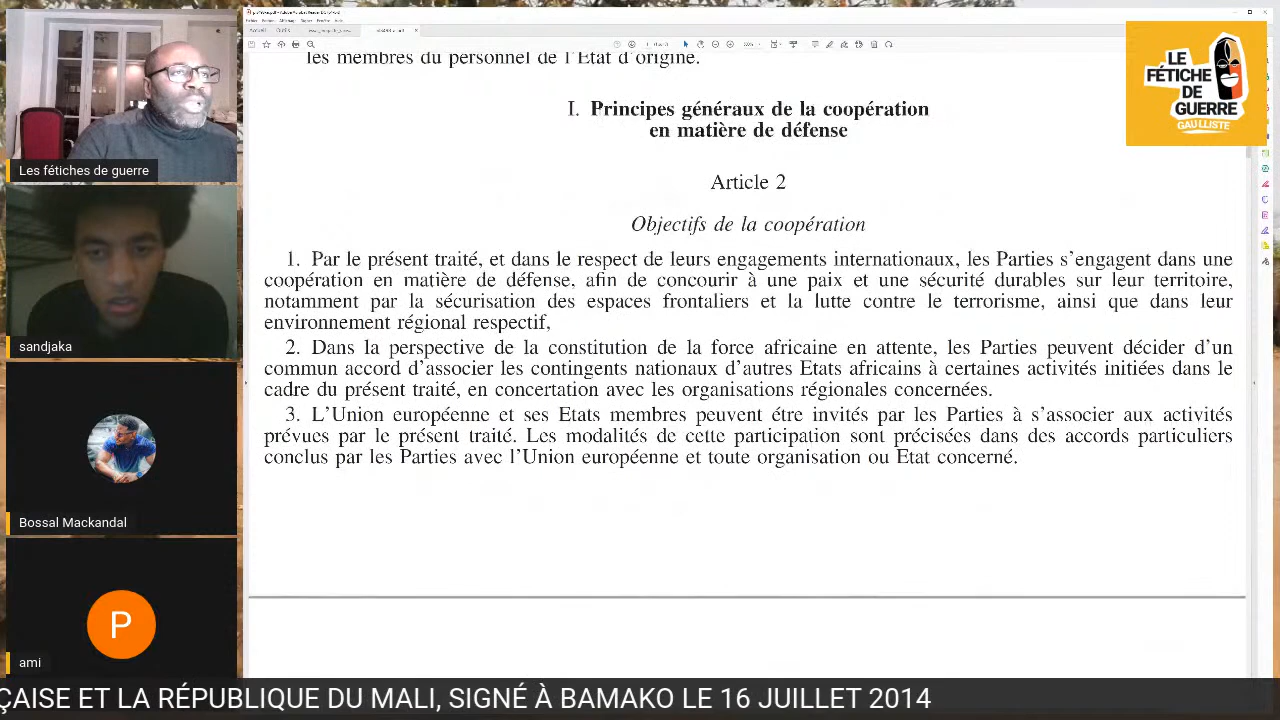 les membres du personnel de l'Etat d'origine.
I. Principes généraux de la coopération
en matière de défense
Article 2
Objectifs de la coopération
1. Par le présent traité, et dans le respect de leurs engagements internationaux, les Parties s'engagent dans une
coopération en matière de défense, afin de concourir à une paix et une sécurité durables sur leur territoire,
notamment par la sécurisation des espaces frontaliers et la lutte contre le terrorisme, ainsi que dans leur
environnement régional respectif,
2. Dans la perspective de la constitution de la force africaine en attente, les Parties peuvent décider d'un
commun accord d'associer les contingents nationaux d'autres Etats africains à certaines activités initiées dans le
cadre du présent traité, en concertation avec les organisations régionales concernées.
3. L'Union européenne et ses Etats membres peuvent étre invités par les Parties à s'associer aux activités
prévues par le présent traité. Les modalités de cette participation sont précisées dans des accords particuliers
conclus par les Parties avec l'Union européenne et toute organisation ou Etat concerné.
LE
FÉTICHE
DE
GUERRE
GAULLISTE
Les fétiches de guerre
sandjaka
Bossal Mackandal
P
ami
ÇAISE ET LA RÉPUBLIQUE DU MALI, SIGNÉ À BAMAKO LE 16 JUILLET 2014